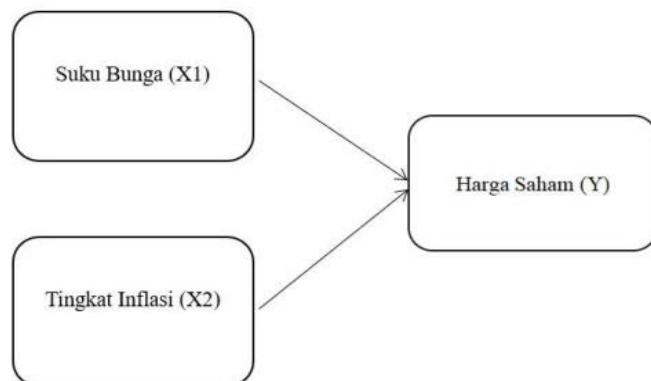 Suku Bunga (X1)
Harga Saham (Y)
Tingkat Inflasi (X2)